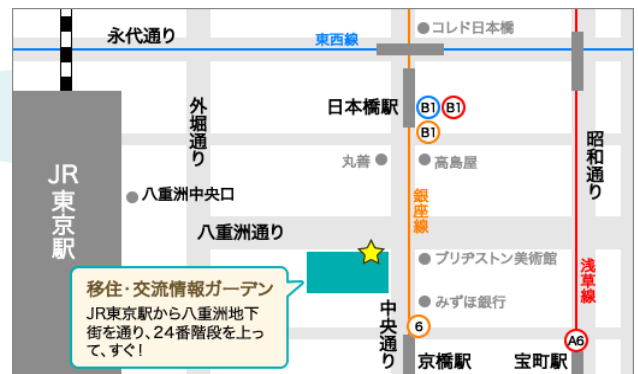 コレド日本橋
永代通り
東西線
日本橋駅
B1
B1
B1
外堀通り
昭和通り
丸善
高島屋
JR東京駅
八重洲中央口
銀座線
八重洲通り
ブリヂストン美術館
浅草線
移住・交流情報ガーデン
JR東京駅から八重洲地下
街を通り、24番階段を上っ
て、すぐ!
みずほ銀行
中央通り
6
A6
京橋駅
宝町駅